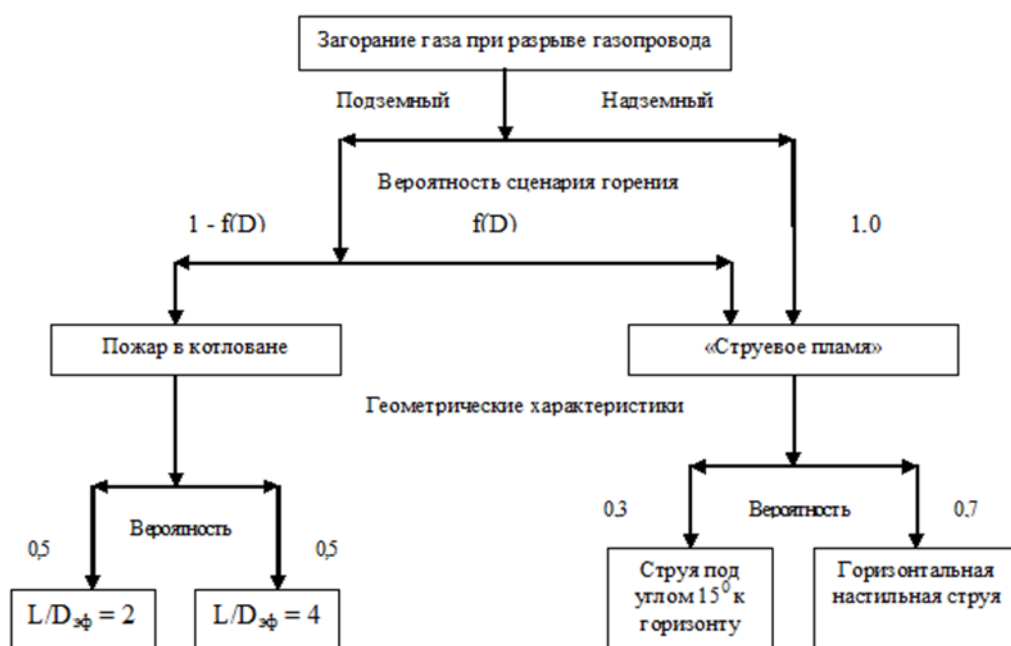 Загорание газа при разрыве газопровода
Подземный Надземный
Вероятность сценария горения
1 - f(D) f(D) 1.0
Пожар в котловане «Струевое пламя»
Геометрические характеристики
0,5 Вероятность 0,5 0.3 Вероятность 0,7
L/Dэф = 2 L/Dэф = 4
Струя под
углом 15⁰ к
горизонту
Горизонтальная
настильная струя